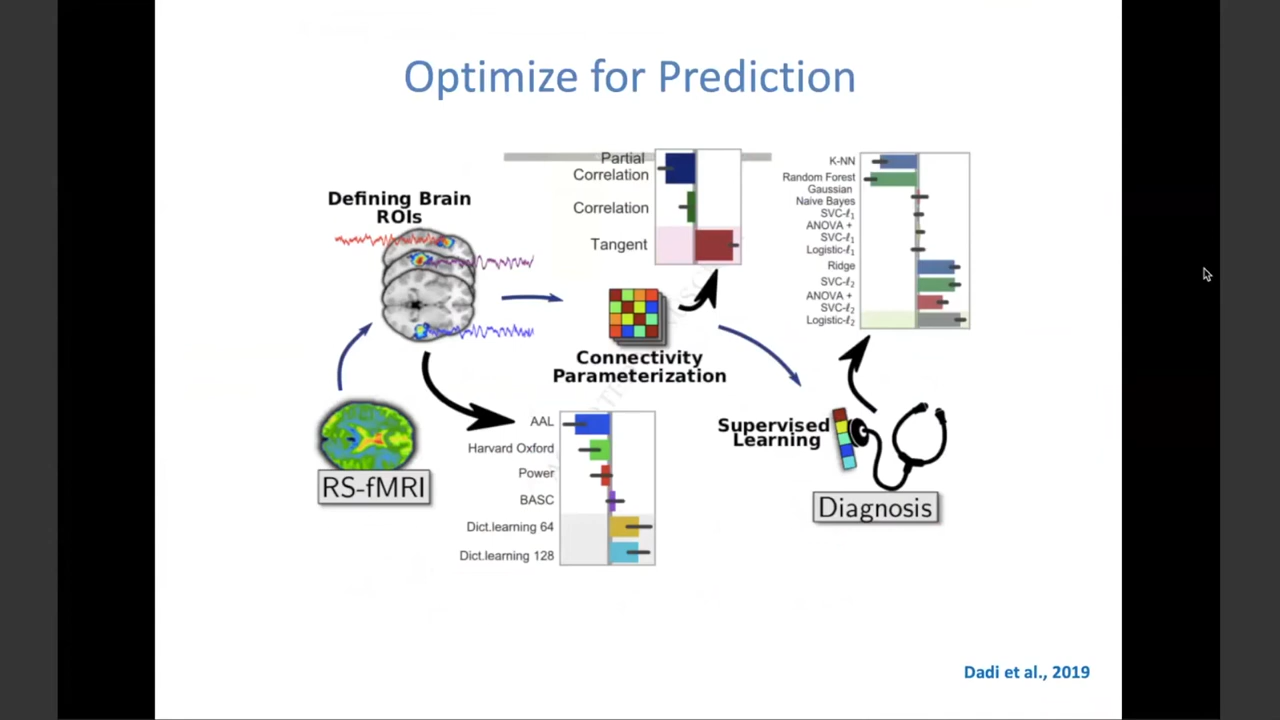 Optimize for Prediction
Defining Brain
ROIs
Partial
Correlation
Correlation
Tangent
K-NN
Random Forest
Gaussian
Naive Bayes
SVC-ℓ₁
ANOVA +
SVC-ℓ₁
Logistic-ℓ₁
Ridge
SVC-ℓ₂
ANOVA +
SVC-ℓ₂
Logistic-ℓ₂
Connectivity
Parameterization
RS-fMRI
AAL
Harvard Oxford
Power
BASC
Dict.learning 64
Dict.learning 128
Supervised
Learning
Diagnosis
Dadi et al., 2019